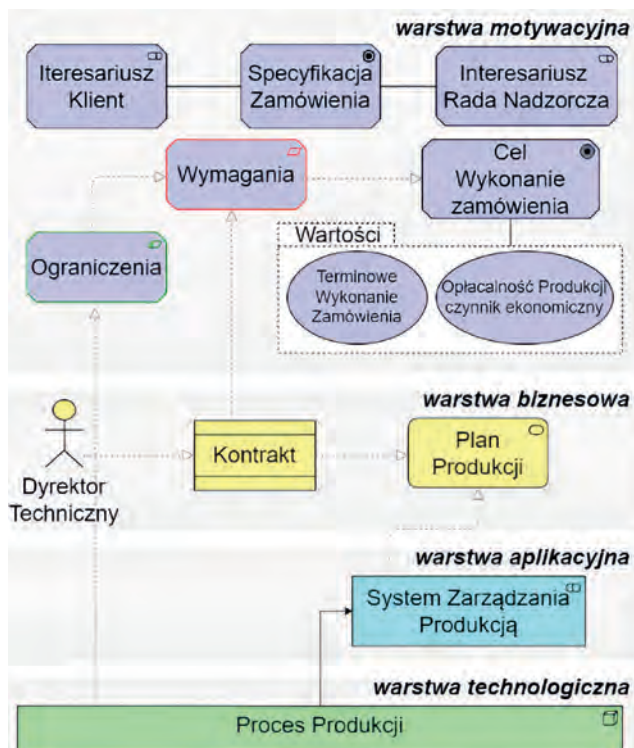 warstwa motywacyjna
Iteresariusz
Klient
Specyfikacja
Zamówienia
Interesariusz
Rada Nadzorcza
Wymagania
Cel
Wykonanie
zamówienia
Ograniczenia
Wartości
Terminowe
Wykonanie
Zamówienia
Opłacalność Produkcji
czynnik ekonomiczny
warstwa biznesowa
Dyrektor
Techniczny
Kontrakt
Plan
Produkcji
warstwa aplikacyjna
System Zarządzania
Produkcją
warstwa technologiczna
Proces Produkcji